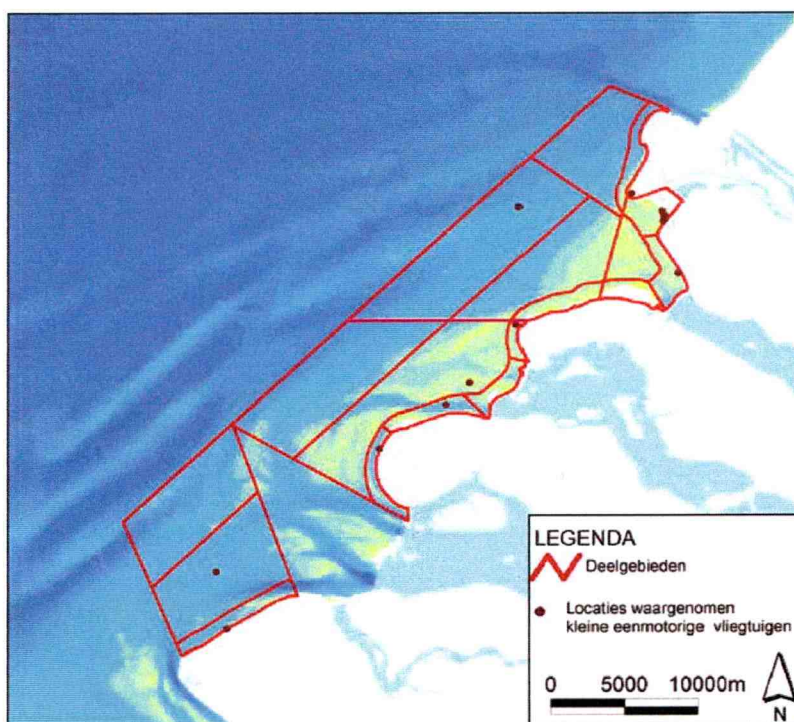 LEGENDA
Deelgebieden
Locaties waargenomen
kleine eenmotorige vliegtuigen
0 5000 10000m
N